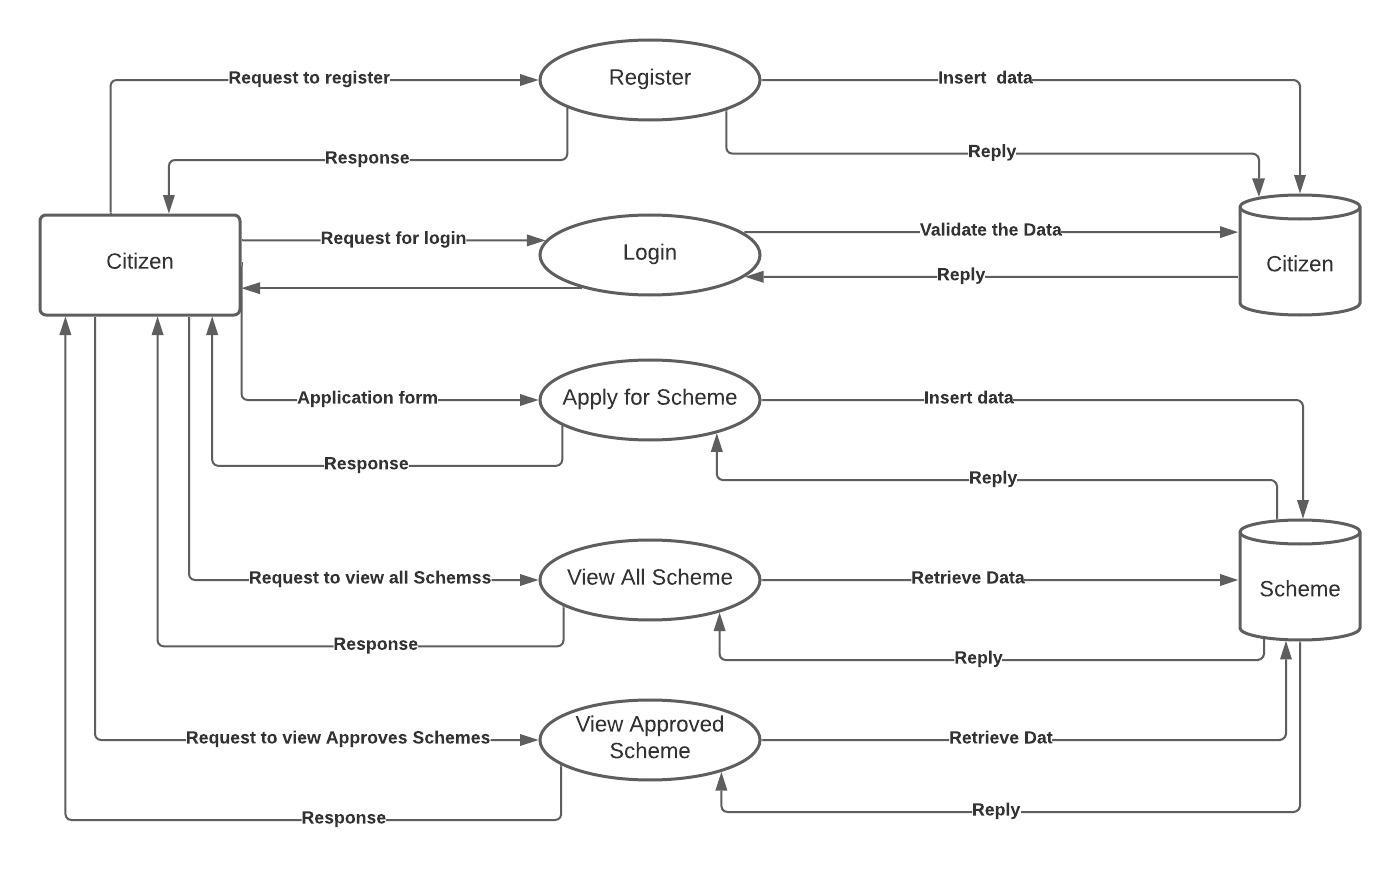 Request to register
Register
Insert  data
Response
Reply
Citizen
Request for login
Login
Validate the Data
Reply
Citizen
Application form
Apply for Scheme
Insert data
Response
Reply
Request to view all Schemss
View All Scheme
Retrieve Data
Scheme
Response
Reply
Request to view Approves Schemes
View Approved
Scheme
Retrieve Dat
Response
Reply